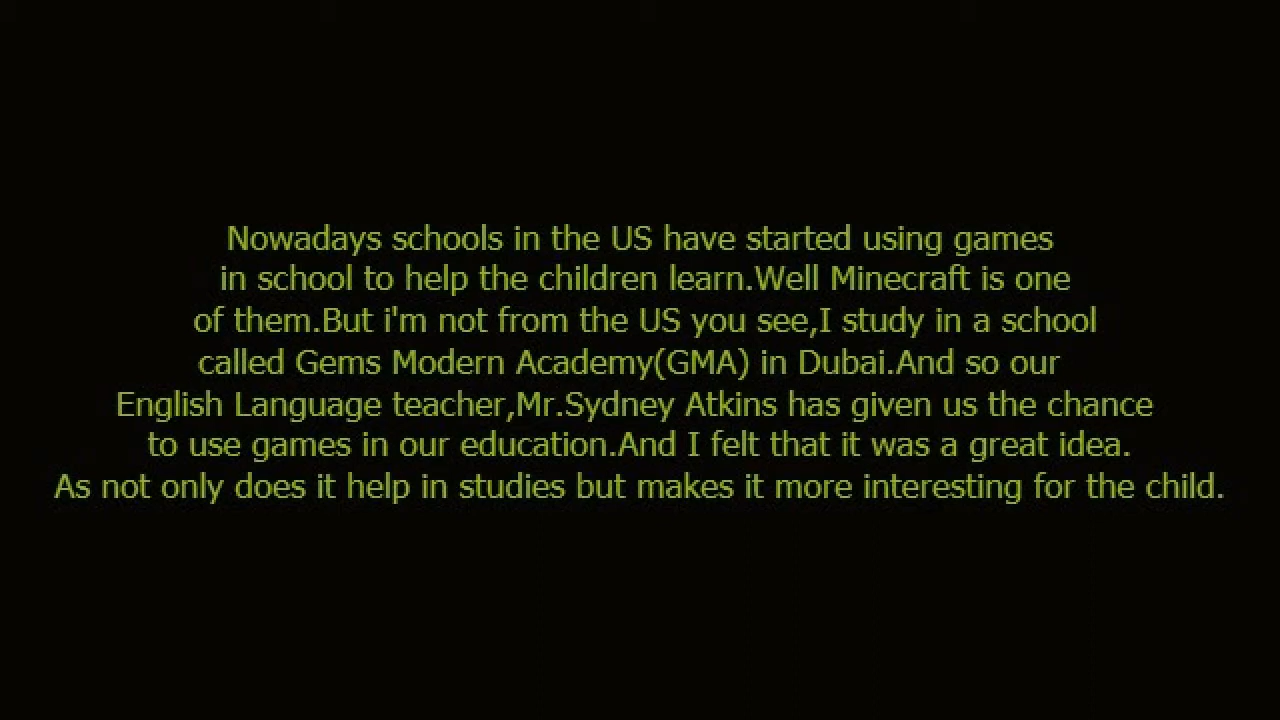 Nowadays schools in the US have started using games
in school to help the children learn.Well Minecraft is one
of them.But i'm not from the US you see,I study in a school
called Gems Modern Academy(GMA) in Dubai.And so our
English Language teacher,Mr.Sydney Atkins has given us the chance
to use games in our education.And I felt that it was a great idea.
As not only does it help in studies but makes it more interesting for the child.